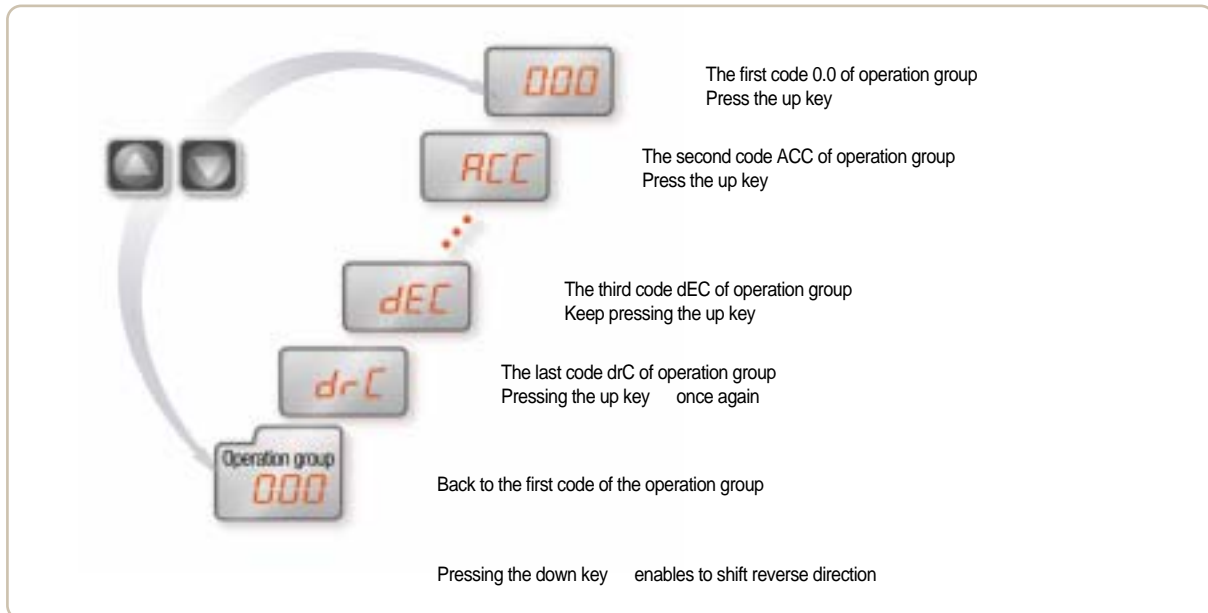 000
The first code 0.0 of operation group
Press the up key
ACC
The second code ACC of operation group
Press the up key
dEC
The third code dEC of operation group
Keep pressing the up key
drC
The last code drC of operation group
Pressing the up key once again
Operation group
000
Back to the first code of the operation group
Pressing the down key enables to shift reverse direction